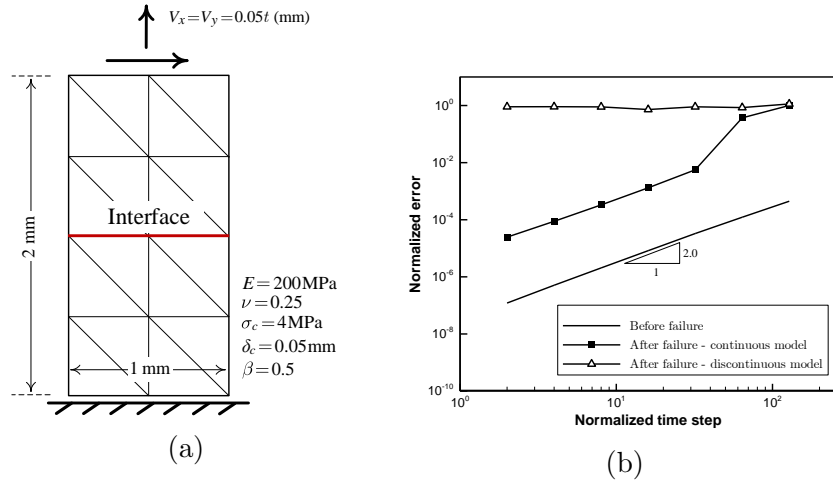 V_x=V_y=0.05t (mm)
Interface
2 mm
E=200MPa
ν=0.25
σ_c=4MPa
δ_c=0.05mm
β=0.5
1 mm
(a)
Normalized error
10^0
10^-2
10^-4
10^-6
10^-8
10^-10
2.0
1
Before failure
After failure - continuous model
After failure - discontinuous model
10^0
10^1
10^2
Normalized time step
(b)